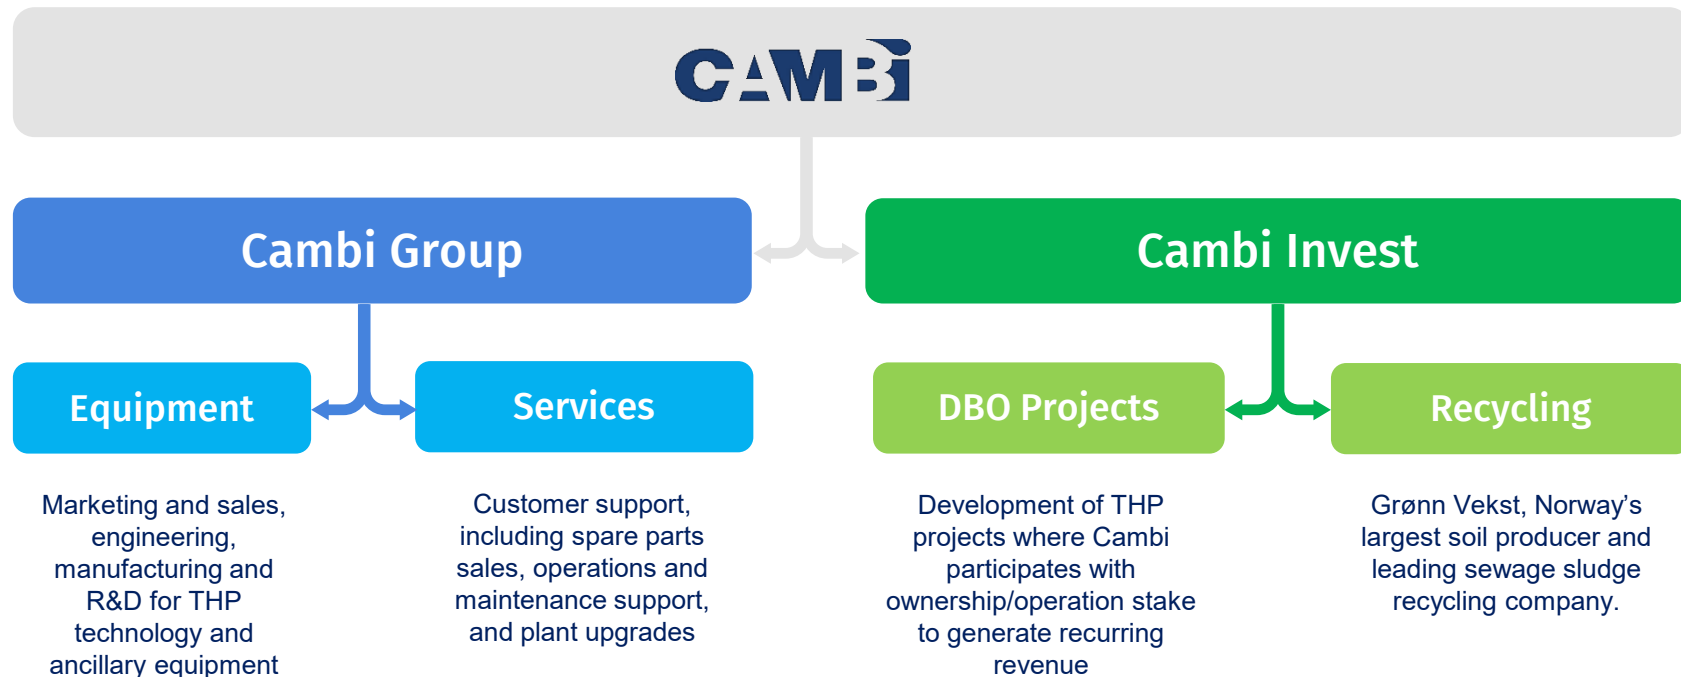 CAMBi
Cambi Group
Cambi Invest
Equipment
Services
DBO Projects
Recycling
Marketing and sales,
engineering,
manufacturing and
R&D for THP
technology and
ancillary equipment
Customer support,
including spare parts
sales, operations and
maintenance support,
and plant upgrades
Development of THP
projects where Cambi
participates with
ownership/operation stake
to generate recurring
revenue
Grønn Vekst, Norway’s
largest soil producer and
leading sewage sludge
recycling company.